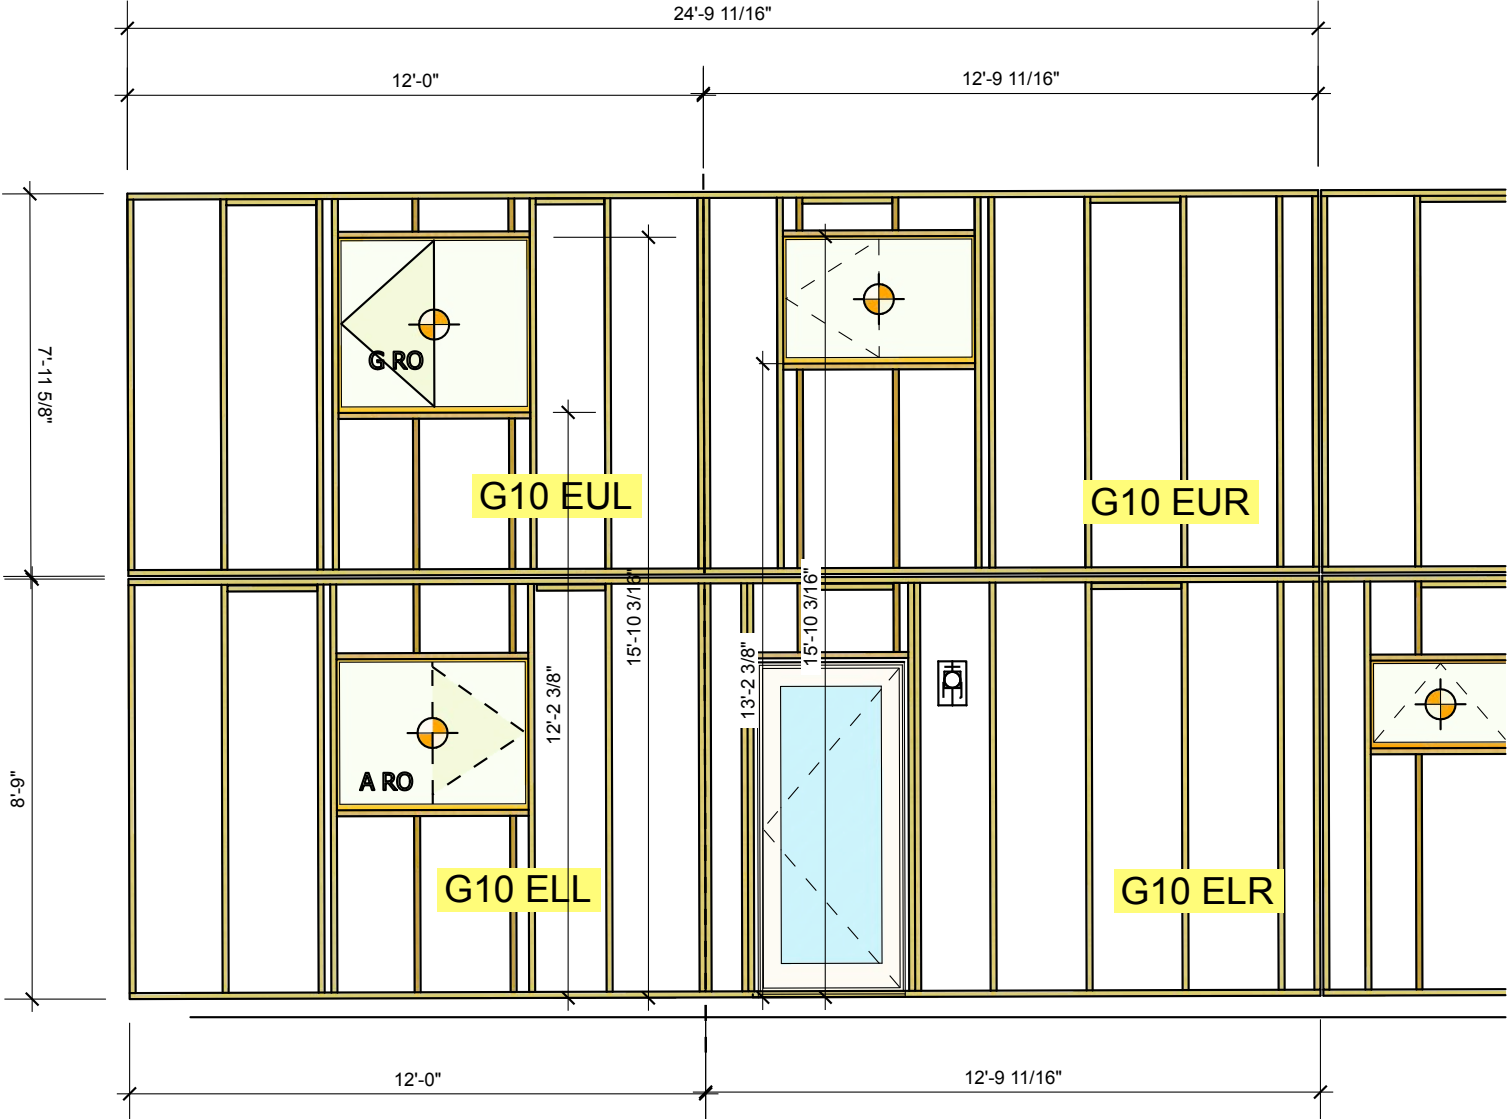 24'-9 11/16"
12'-0"
12'-9 11/16"
7'-11 5/8"
G RO
G10 EUL
G10 EUR
15'-10 3/16"
15'-10 3/16"
12'-2 3/8"
13'-2 3/8"
8'-9"
A RO
G10 ELL
G10 ELR
12'-0"
12'-9 11/16"